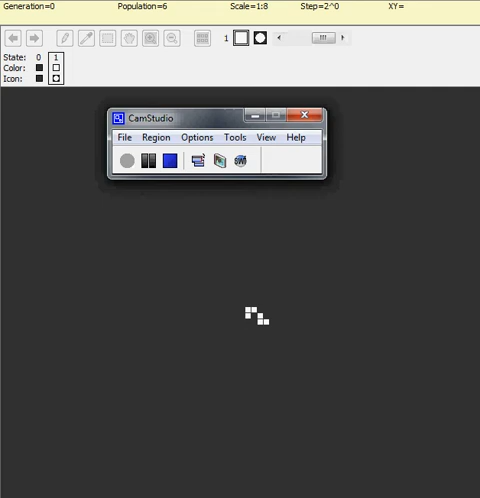 Generation=0 Population=6 Scale=1:8 Step=2^0 XY=
1
State: 0 1
Color:
Icon:
CamStudio
File Region Options Tools View Help